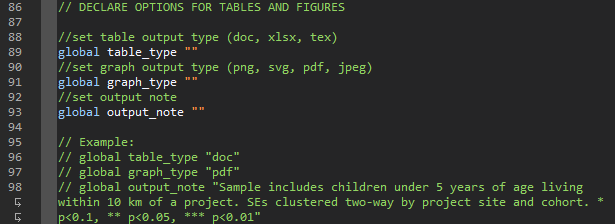 86 // DECLARE OPTIONS FOR TABLES AND FIGURES
87
88 //set table output type (doc, xlsx, tex)
89 global table_type ""
90 //set graph output type (png, svg, pdf, jpeg)
91 global graph_type ""
92 //set output note
93 global output_note ""
94
95 // Example:
96 // global table_type "doc"
97 // global graph_type "pdf"
98 // global output_note "Sample includes children under 5 years of age living
within 10 km of a project. SEs clustered two-way by project site and cohort. *
p<0.1, ** p<0.05, *** p<0.01"